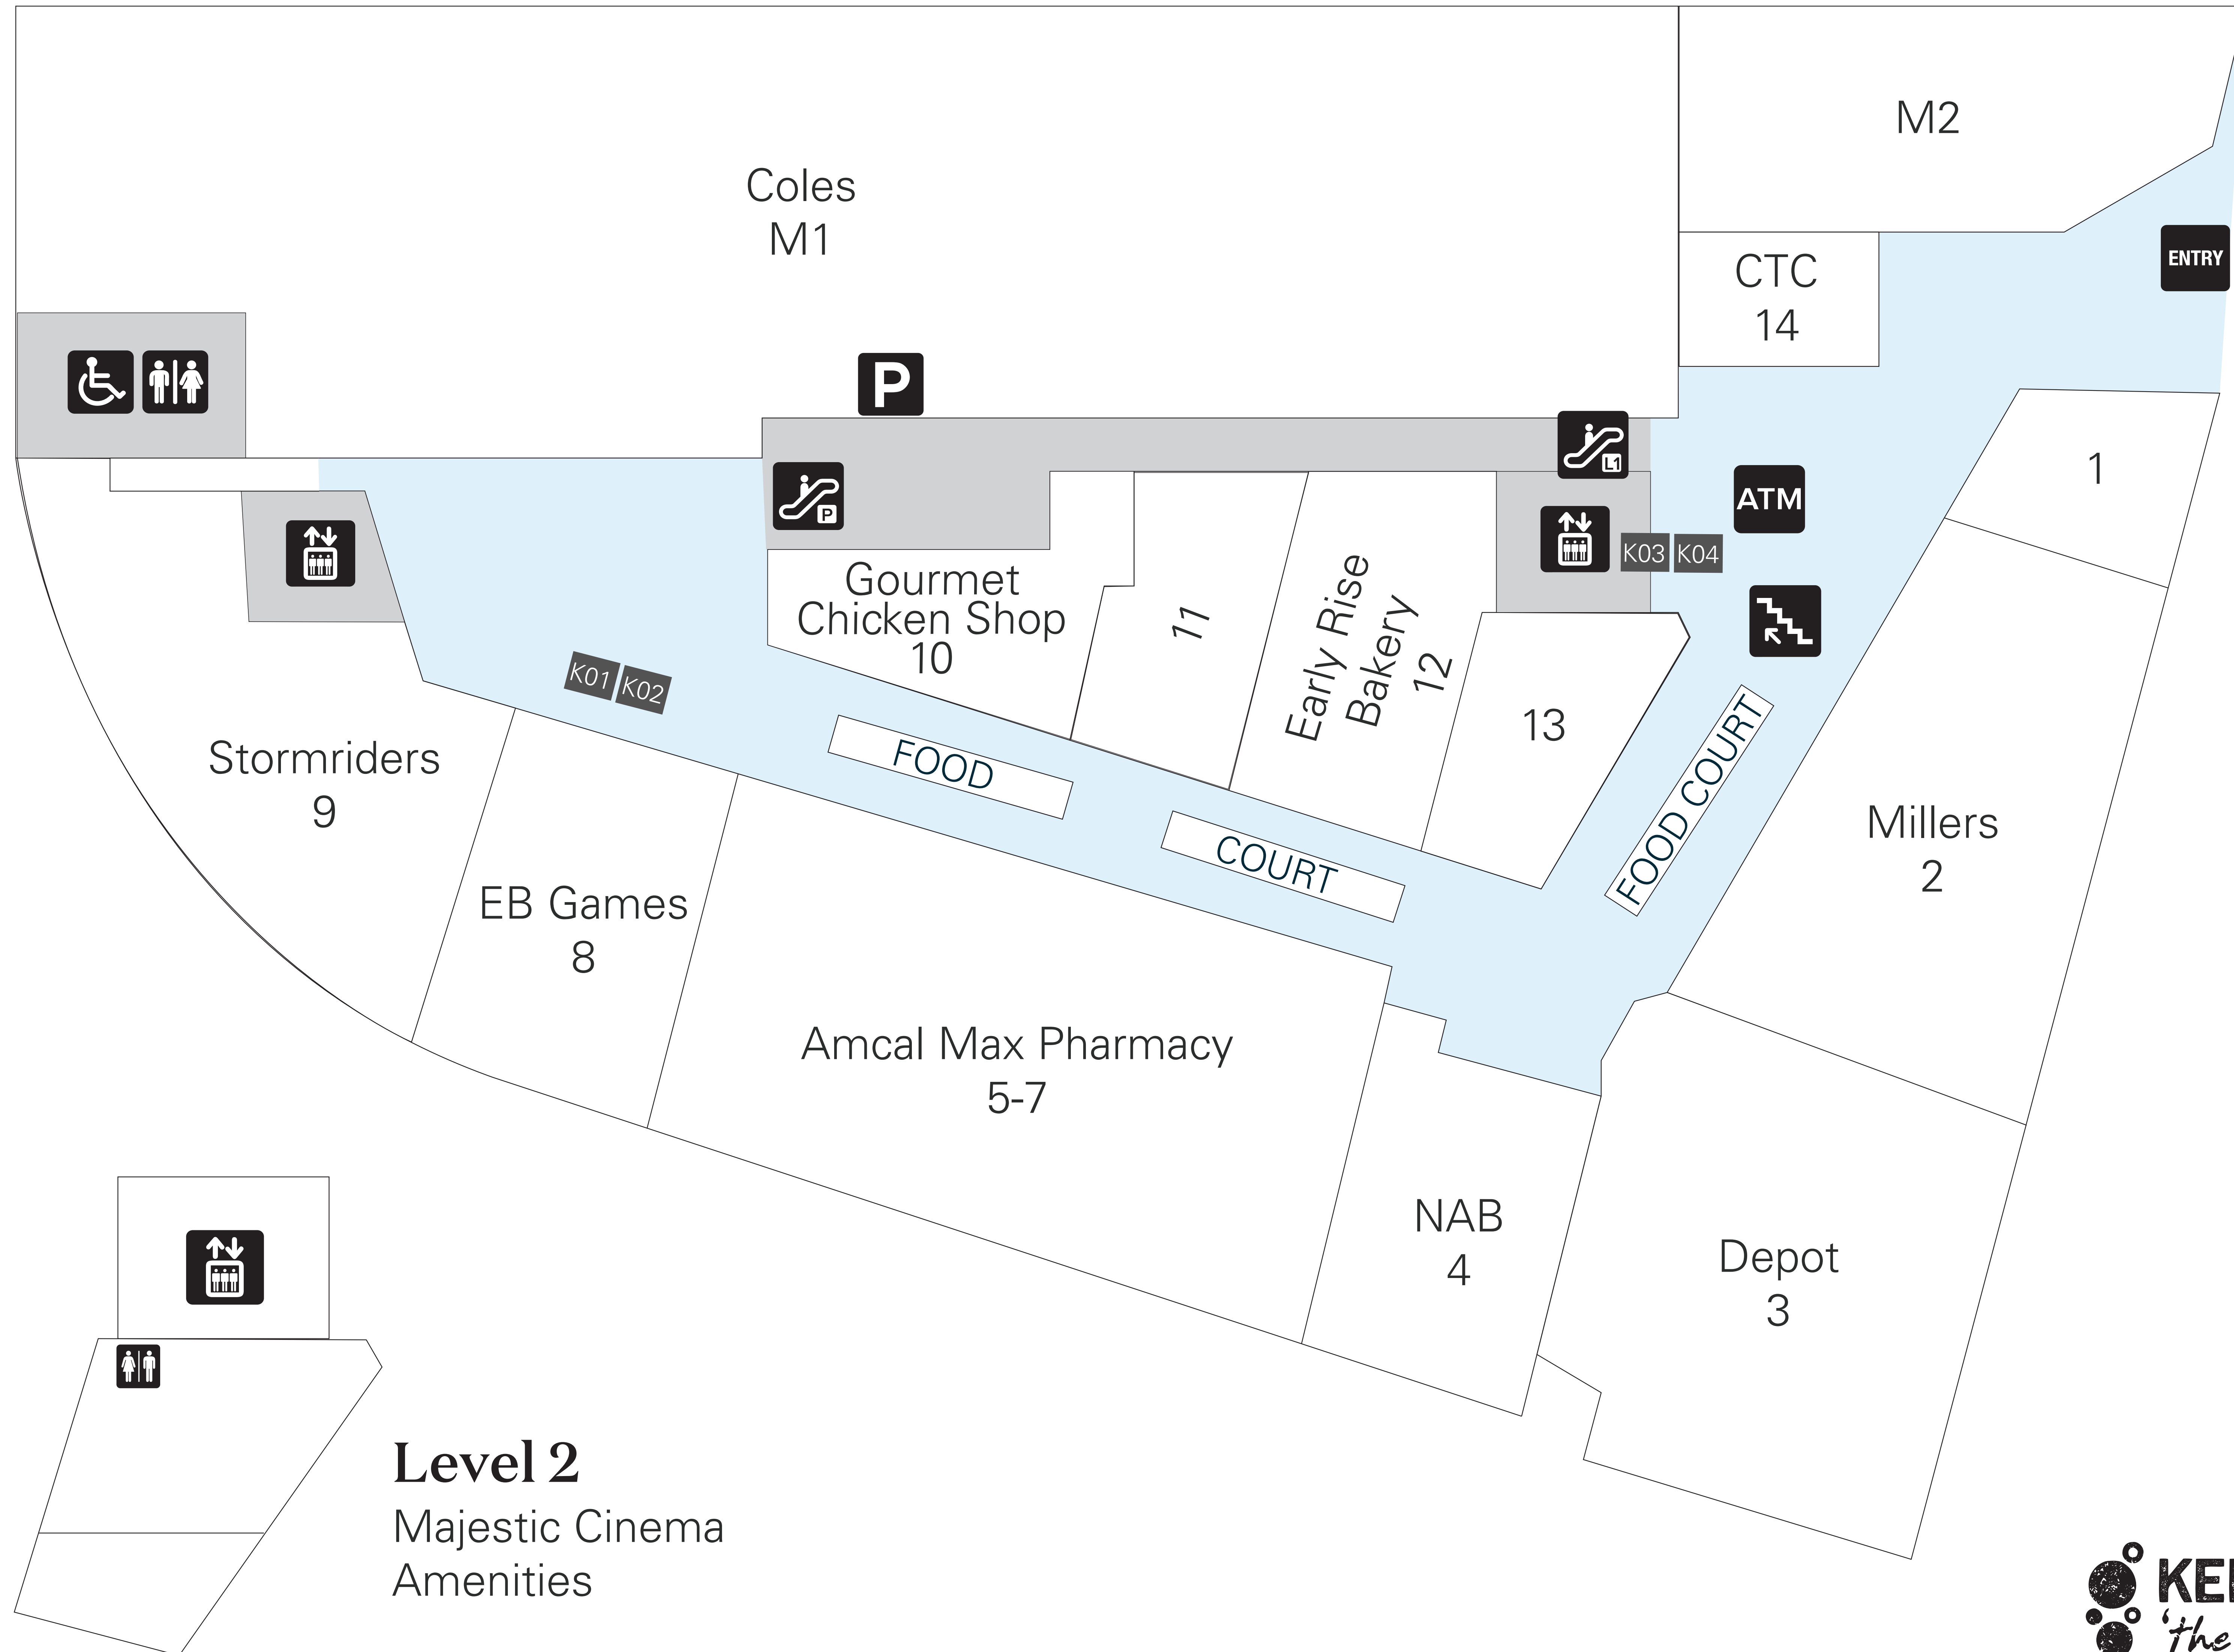 M2
Coles
M1
ENTRY
CTC
14
P
L1
1
P
ATM
K03 K04
Gourmet
Chicken Shop
10
11
Early Rise
Bakery
12
13
K01 K02
FOOD
COURT
FOOD COURT
Stormriders
9
Millers
2
EB Games
8
Amcal Max Pharmacy
5-7
NAB
4
Depot
3
Level 2
Majestic Cinema
Amenities
'the